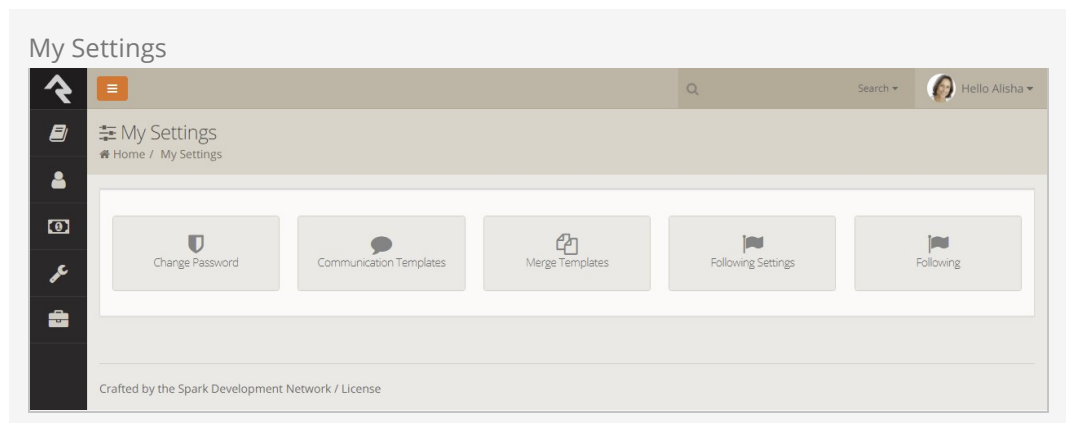 My Settings
Search
Hello Alisha
My Settings
Home / My Settings
Change Password
Communication Templates
Merge Templates
Following Settings
Following
Crafted by the Spark Development Network / License